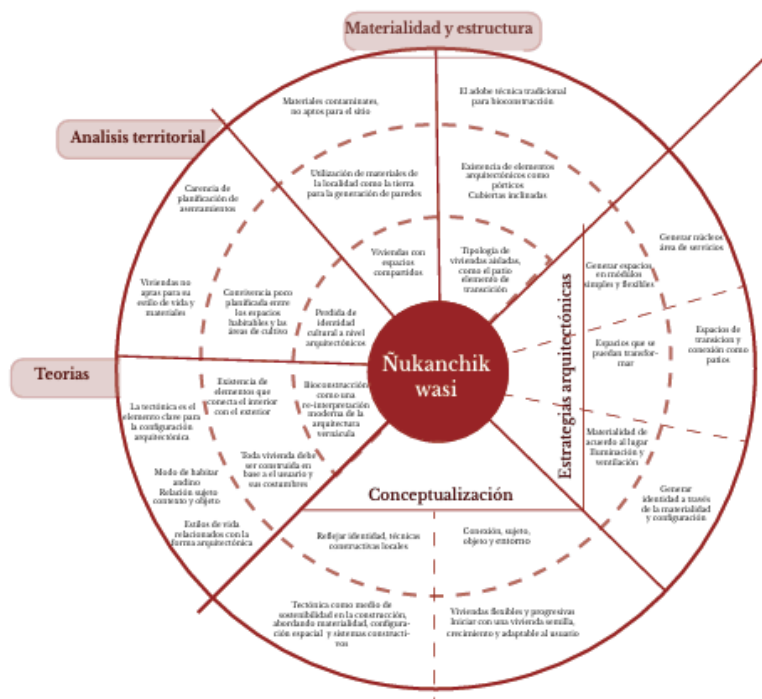 Materialidad y estructura
Materiales contaminates,
no aptos para el sitio
El adobe técnica tradicional
para bioconstrucción
Utilización de materiales de
la localidad como la tierra
para la generación de paredes
Existencia de elementos
arquitectónicos como
pórticos
Cubiertas inclinadas
Viviendas con
espacios
compartidos
Tipología de
viviendas aisladas,
como el patio
elemento de
transcición
Analisis territorial
Carencia de
planificación de
asentamientos
Viviendas no
aptas para su
estilo de vida y
materiales
Convivencia poco
planificada entre
los espacios
habitables y las
áreas de cultivo
Perdida de
identidad
cultural a nivel
arquitectónicos
Teorias
La tectónica es el
elemento clave para
la configuración
arquitectónica
Modo de habitar
andino
Relación sujeto
contexto y objeto
Estilos de vida
relacionados con la
forma arquitectónica
Existencia de
elementos que
conecta el interior
con el exterior
Toda vivienda debe
ser construida en
base a el usuario y
sus costumbres
Bioconstrucción
como una
re-interpretación
moderna de la
arquitectura
vernácula
Ñukanchik
wasi
Estrategias arquitectónicas
Generar espacios
en módulos
simples y flexibles
Generar núcleos
área de servicios
Espacios que se
puedan transfor-
mar
Espacios de
transicion y
conexión como
patios
Materialidad de
acuerdo al lugar
Iluminación y
ventilación
Generar
identidad a través
de la materialidad
y configuración
Conceptualización
Reflejar identidad, técnicas
constructivas locales
Conexión, sujeto,
objeto y entorno
Tectónica como medio de
sostenibilidad en la construcción,
abordando materialidad, configura-
ción espacial y sistemas constructi-
vos
Viviendas flexibles y progresivas
Iniciar con una vivienda semilla,
crecimiento y adaptable al usuario